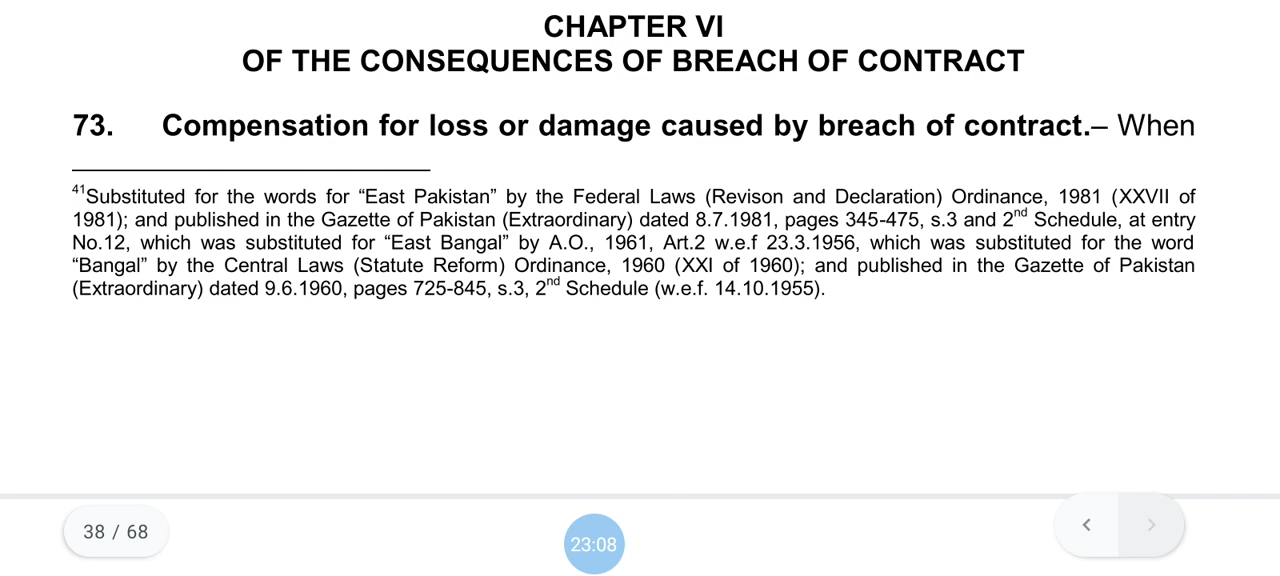 CHAPTER VI
OF THE CONSEQUENCES OF BREACH OF CONTRACT
73. Compensation for loss or damage caused by breach of contract.– When
41Substituted for the words for “East Pakistan” by the Federal Laws (Revison and Declaration) Ordinance, 1981 (XXVII of
1981); and published in the Gazette of Pakistan (Extraordinary) dated 8.7.1981, pages 345-475, s.3 and 2nd Schedule, at entry
No.12, which was substituted for “East Bangal” by A.O., 1961, Art.2 w.e.f 23.3.1956, which was substituted for the word
“Bangal” by the Central Laws (Statute Reform) Ordinance, 1960 (XXI of 1960); and published in the Gazette of Pakistan
(Extraordinary) dated 9.6.1960, pages 725-845, s.3, 2nd Schedule (w.e.f. 14.10.1955).
38 / 68
23:08